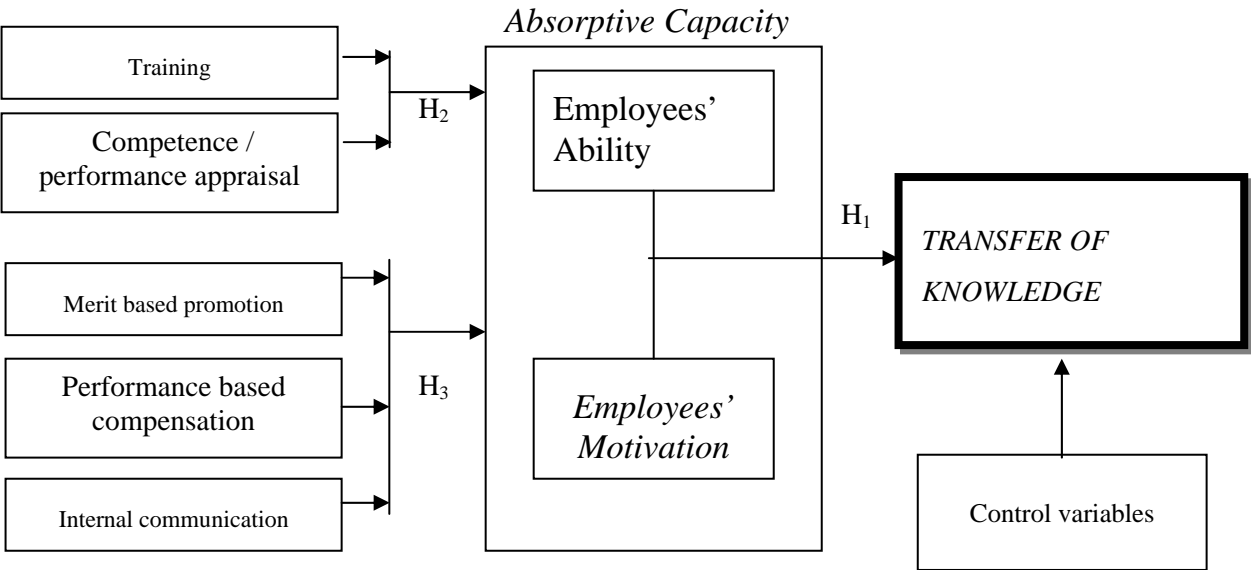 Absorptive Capacity
Training
Competence /
performance appraisal
H₂
Merit based promotion
Performance based
compensation
Internal communication
H₃
Employees’
Ability
Employees’
Motivation
H₁
TRANSFER OF
KNOWLEDGE
Control variables